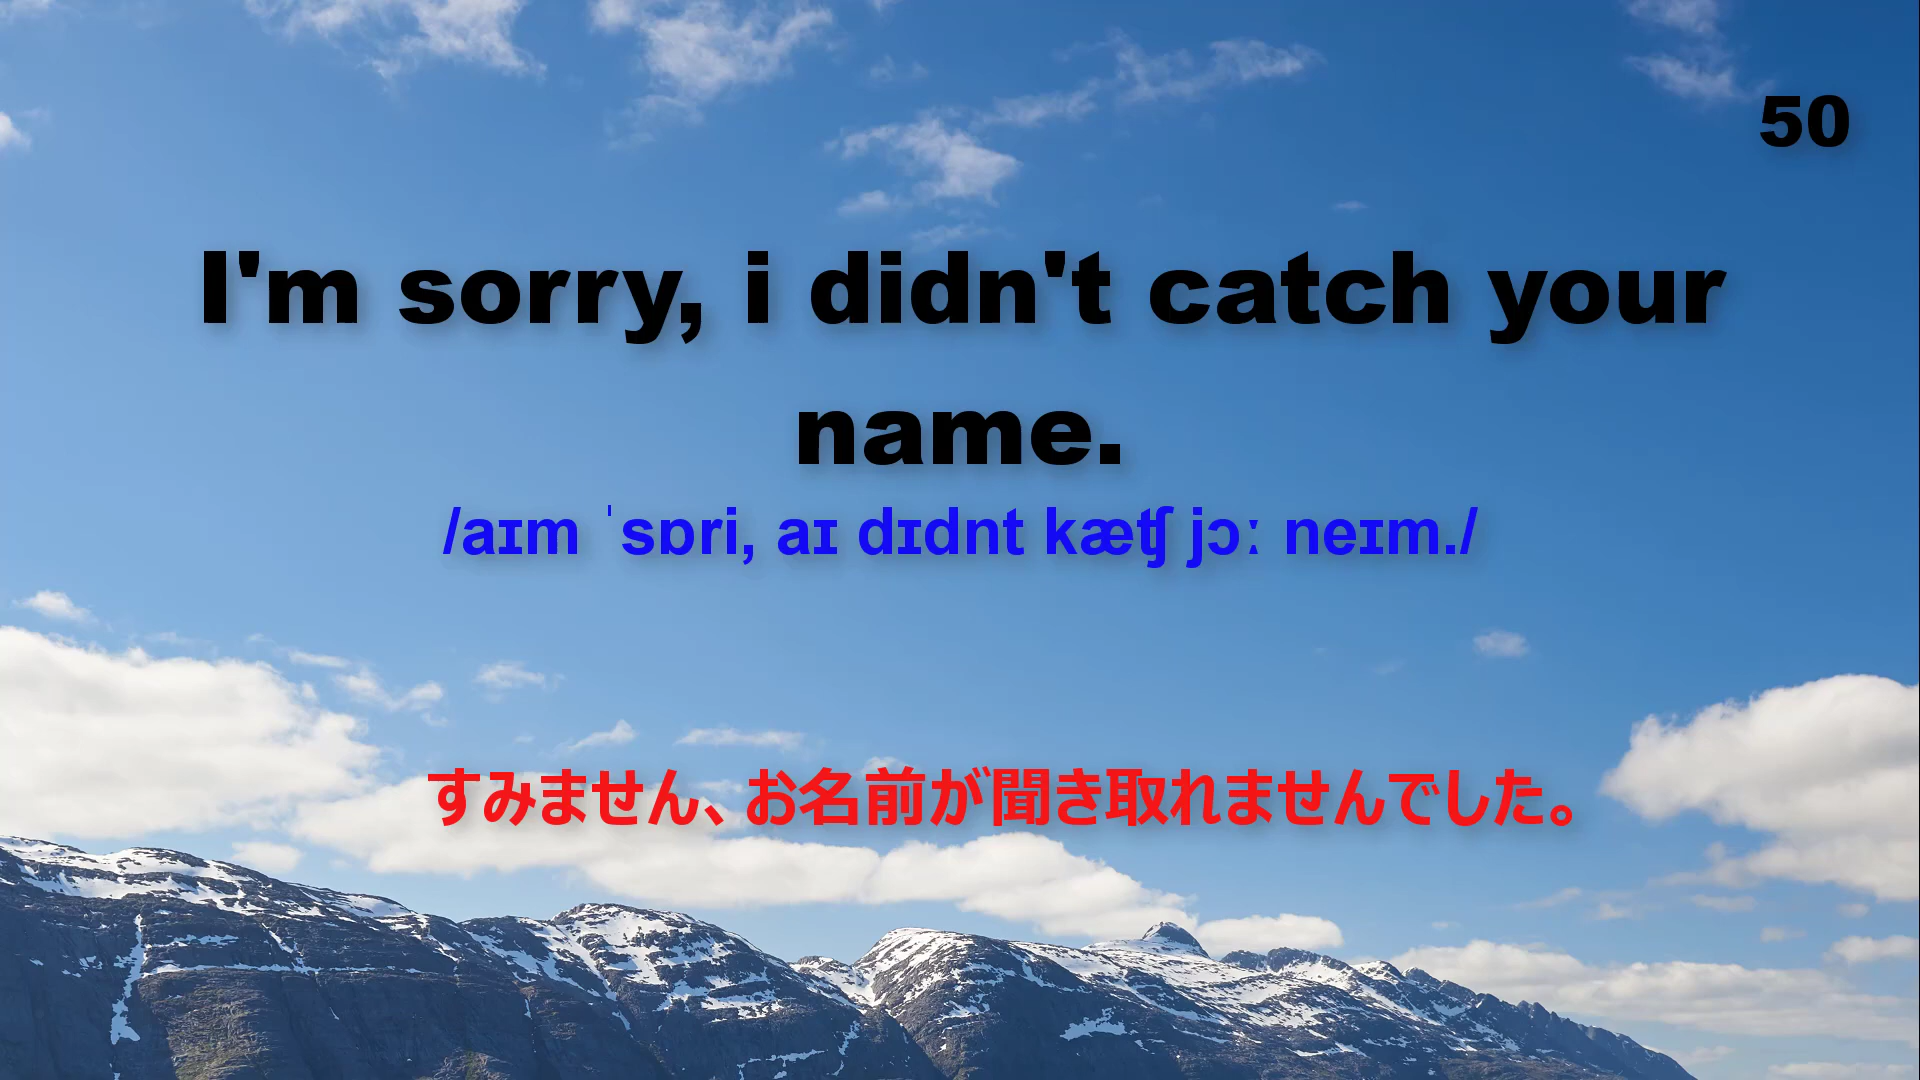 50
I'm sorry, i didn't catch your
name.
/aɪm ˈsɒri, aɪ dɪdnt kæʧ jɔː neɪm./
すみません、お名前が聞き取れませんでした。